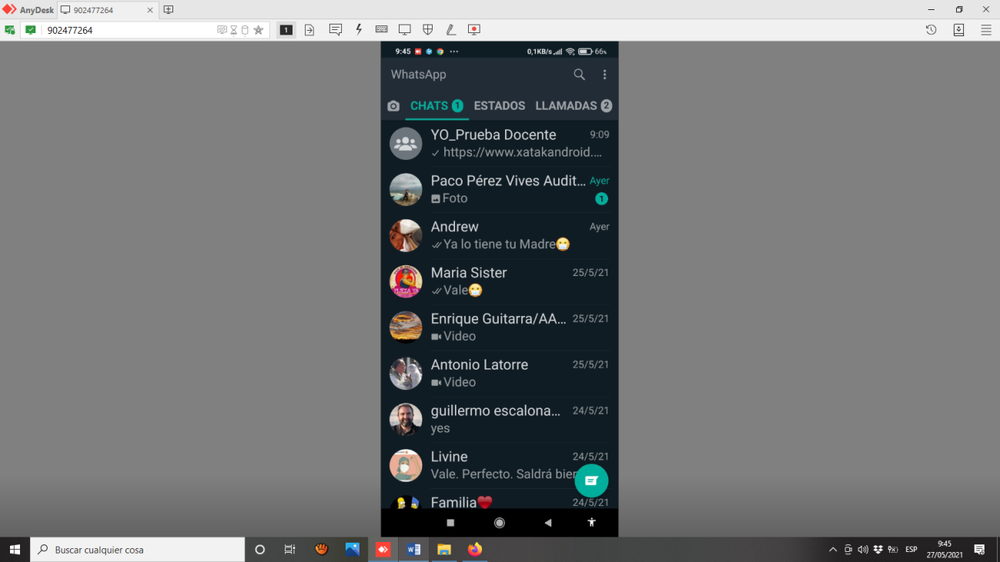 AnyDesk
902477264
902477264
1
9:45
0,1KB/s
66%
WhatsApp
CHATS 1 ESTADOS LLAMADAS 2
YO_Prueba Docente 9:09
https://www.xatakandroid....
Paco Pérez Vives Audit... Ayer
Foto 1
Andrew Ayer
Ya lo tiene tu Madre😷
Maria Sister 25/5/21
Vale😷
Enrique Guitarra/AA... 25/5/21
Video
Antonio Latorre 25/5/21
Video
guillermo escalona... 24/5/21
yes
Livine 24/5/21
Vale. Perfecto. Saldrá bien
Familia❤️ 24/5/21
Buscar cualquier cosa
ESP
9:45
27/05/2021